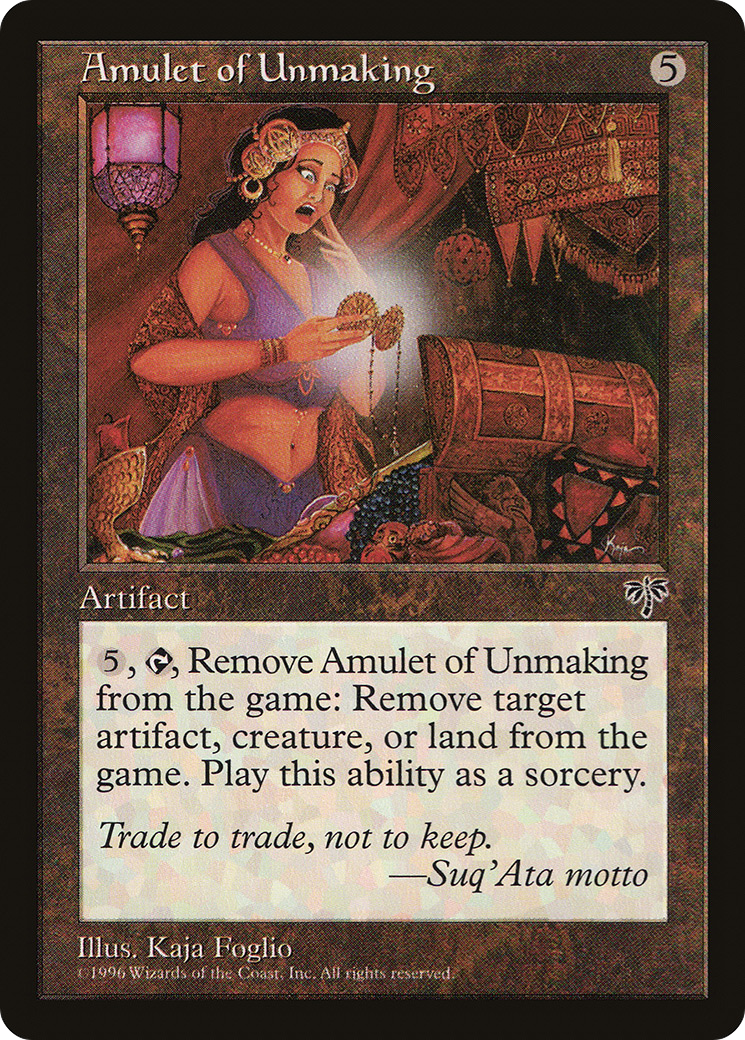 Amulet of Unmaking
5
Kaja
Artifact
5, , Remove Amulet of Unmaking
from the game: Remove target
artifact, creature, or land from the
game. Play this ability as a sorcery.
Trade to trade, not to keep.
—Suq'Ata motto
Illus. Kaja Foglio
©1996 Wizards of the Coast, Inc. All rights reserved.